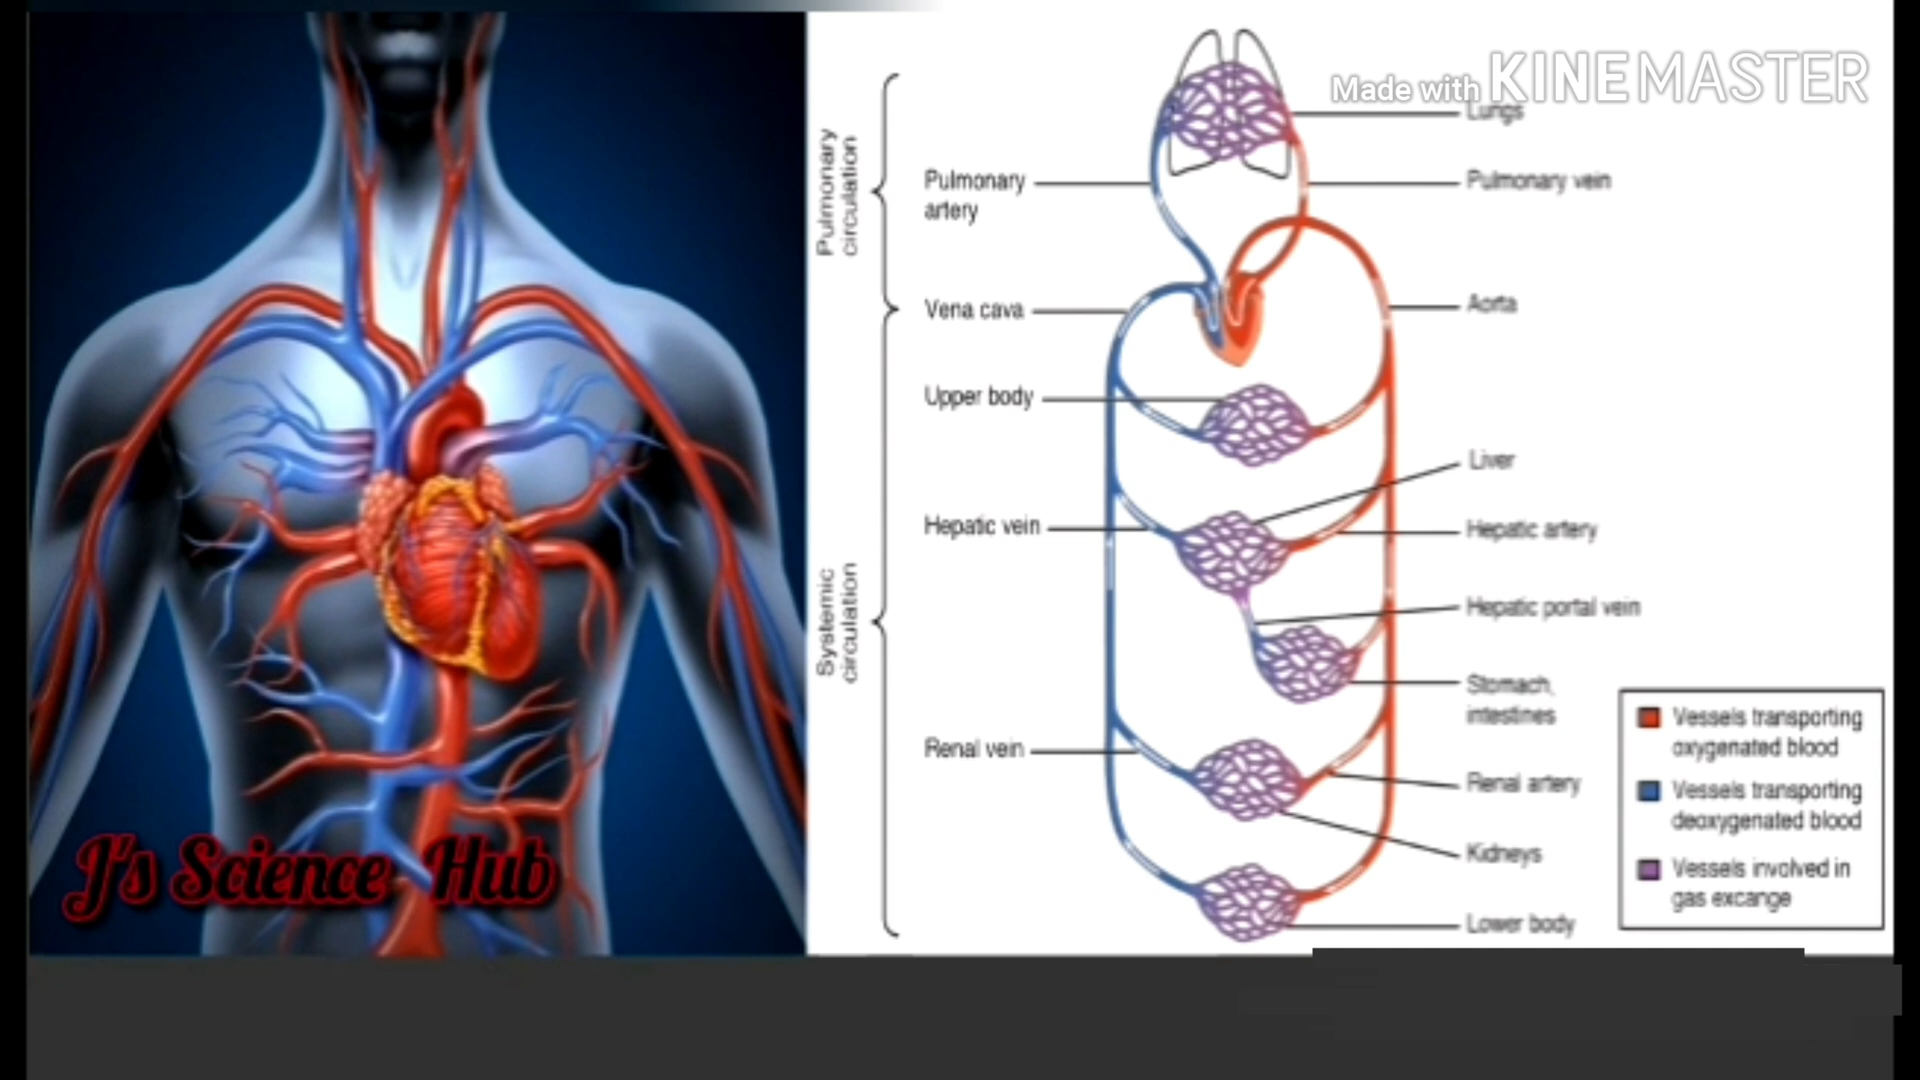 Made with KINEMASTER
J's Science Hub
Pulmonary
circulation
Systemic
circulation
Pulmonary
artery
Vena cava
Upper body
Hepatic vein
Renal vein
Lungs
Pulmonary vein
Aorta
Liver
Hepatic artery
Hepatic portal vein
Stomach,
intestines
Renal artery
Kidneys
Lower body
Vessels transporting
oxygenated blood
Vessels transporting
deoxygenated blood
Vessels involved in
gas excange